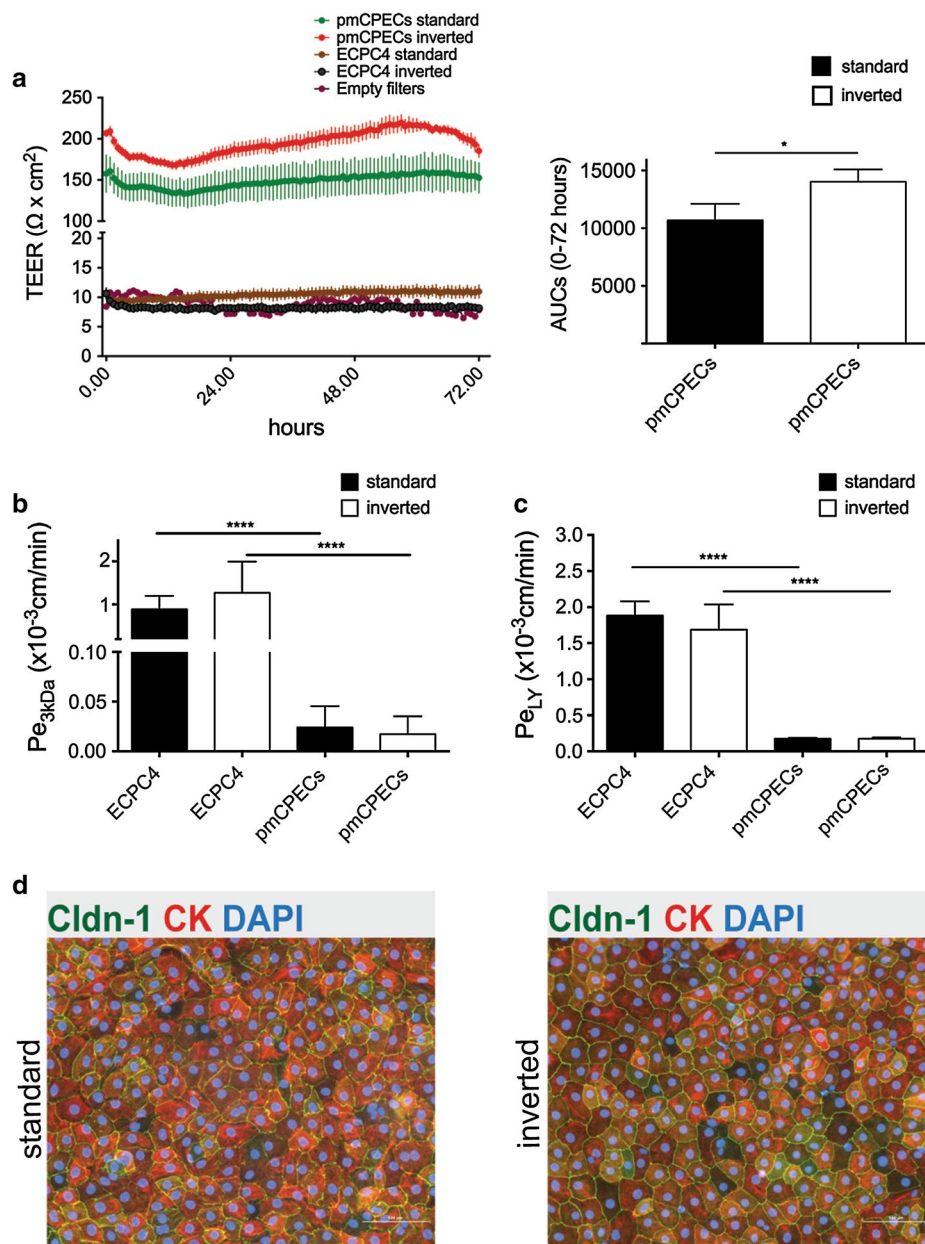 pmCPECs standard
pmCPECs inverted
ECPC4 standard
ECPC4 inverted
Empty filters
a
250
200
150
100
20
15
10
5
0
TEER (Ω x cm²)
0.00
24.00
48.00
72.00
hours
standard
inverted
*
15000
10000
5000
AUCs (0-72 hours)
pmCPECs
pmCPECs
b
standard
inverted
****
****
2
1
0.10
0.05
0.00
Pe3kDa (x10⁻³cm/min)
ECPC4
ECPC4
pmCPECs
pmCPECs
c
standard
inverted
****
****
3.0
2.5
2.0
1.5
1.0
0.5
0.0
PeLY (x10⁻³cm/min)
ECPC4
ECPC4
pmCPECs
pmCPECs
d
Cldn-1 CK DAPI
standard
Cldn-1 CK DAPI
inverted